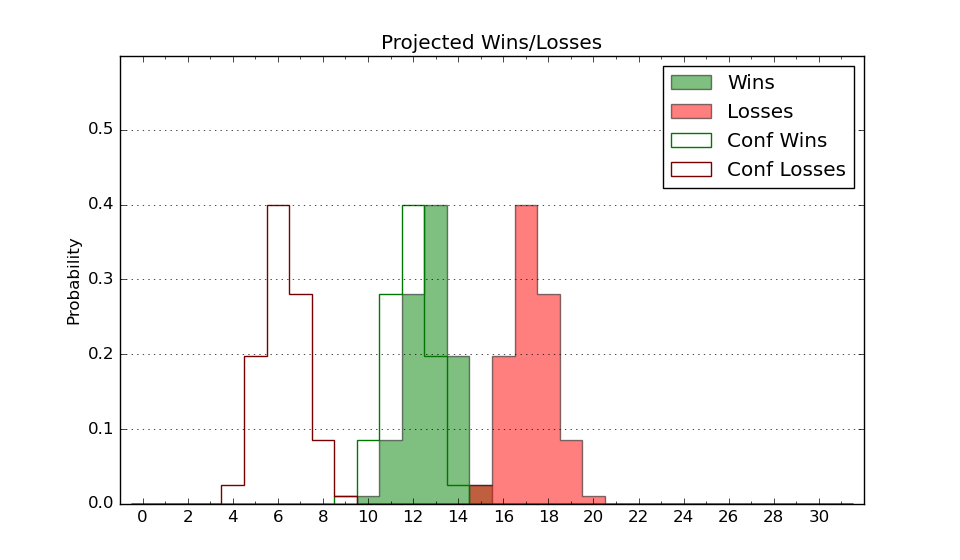 Projected Wins/Losses
Wins
Losses
Conf Wins
Conf Losses
Probability
0.5
0.4
0.3
0.2
0.1
0.0
0 2 4 6 8 10 12 14 16 18 20 22 24 26 28 30